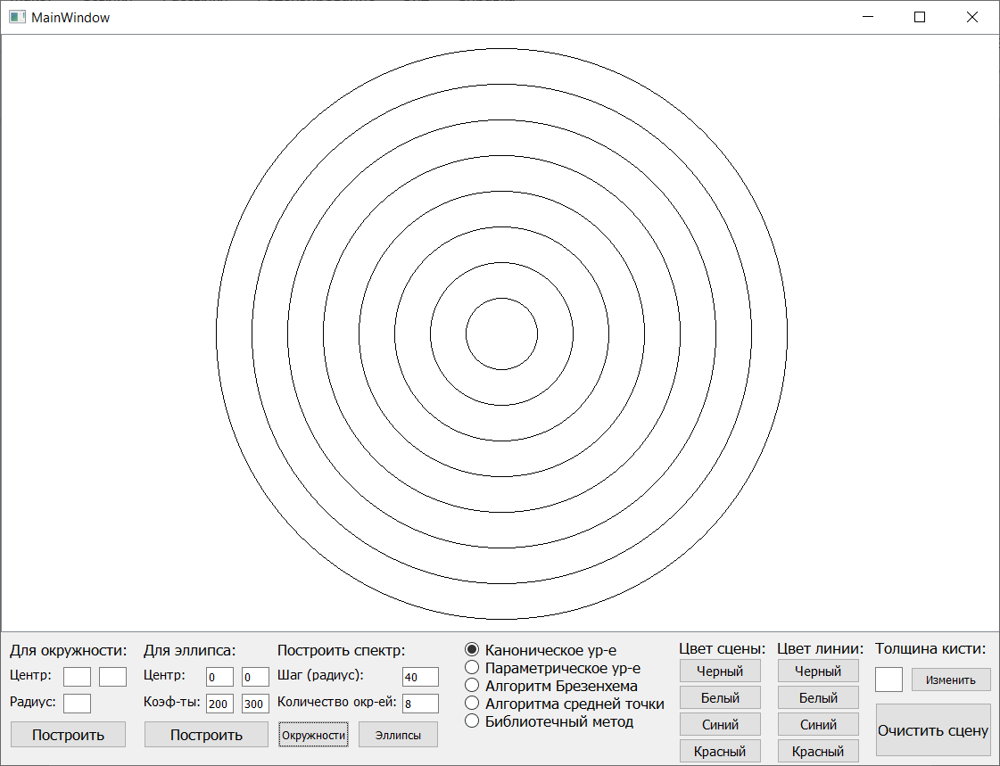 MainWindow
Для окружности:
Центр:
Радиус:
Построить
Для эллипса:
Центр: 0 0
Коэф-ты: 200 300
Построить
Построить спектр:
Шаг (радиус): 40
Количество окр-ей: 8
Окружности Эллипсы
Каноническое ур-е
Параметрическое ур-е
Алгоритм Брезенхема
Алгоритма средней точки
Библиотечный метод
Цвет сцены:
Черный
Белый
Синий
Красный
Цвет линии:
Черный
Белый
Синий
Красный
Толщина кисти:
Изменить
Очистить сцену